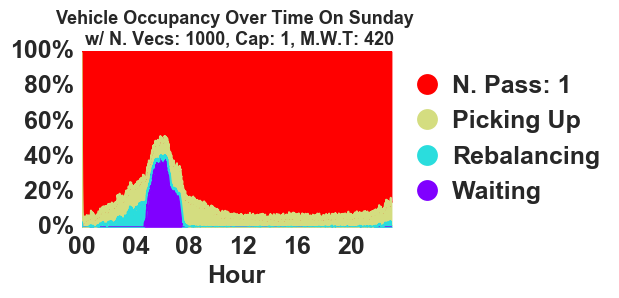 Vehicle Occupancy Over Time On Sunday
w/ N. Vecs: 1000, Cap: 1, M.W.T: 420
100%
80%
60%
40%
20%
0%
00 04 08 12 16 20
Hour
N. Pass: 1
Picking Up
Rebalancing
Waiting